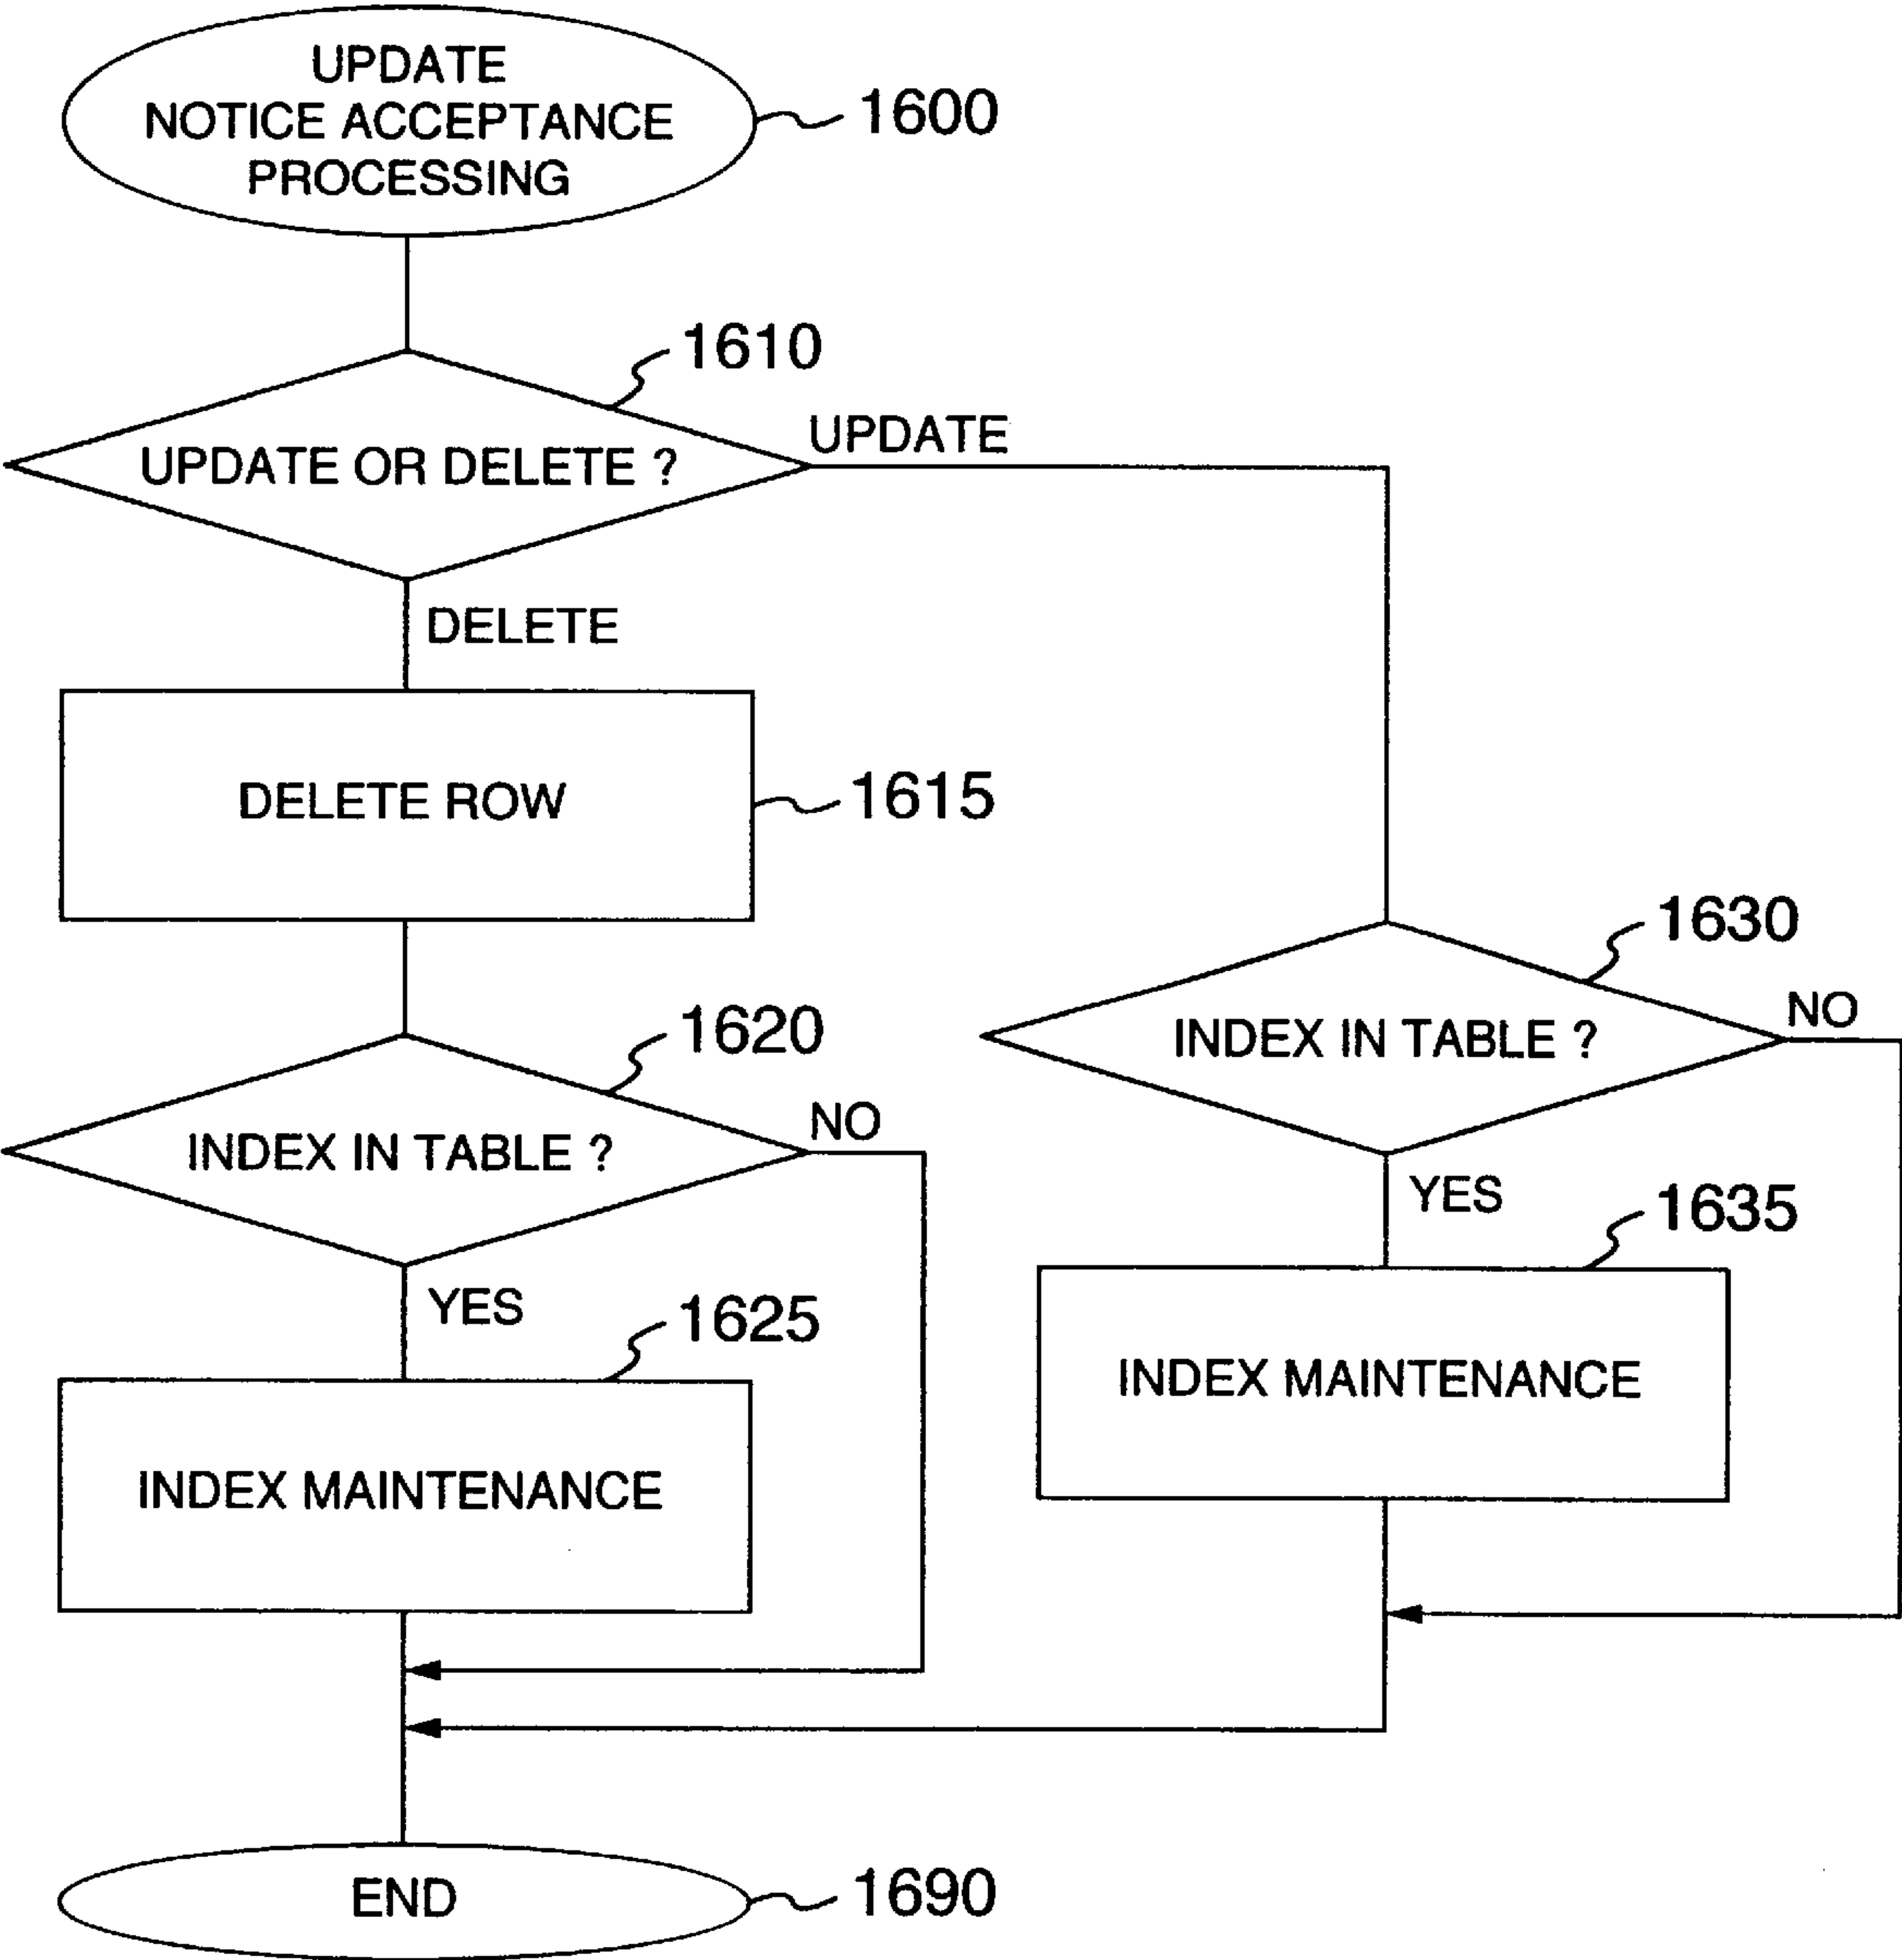 UPDATE
NOTICE ACCEPTANCE
PROCESSING
1600
1610
UPDATE OR DELETE ?
UPDATE
DELETE
DELETE ROW
1615
1620
INDEX IN TABLE ?
NO
YES
1625
INDEX MAINTENANCE
1630
INDEX IN TABLE ?
NO
YES
1635
INDEX MAINTENANCE
END
1690